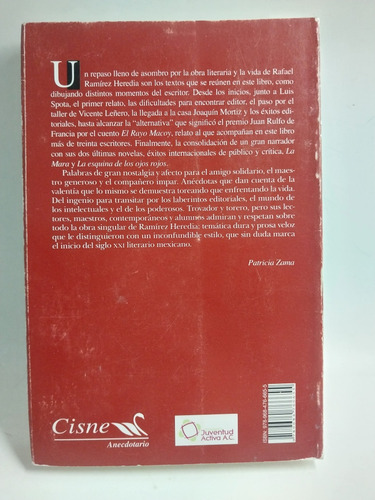 Un repaso lleno de asombro por la obra literaria y la vida de Rafael
Ramírez Heredia son los textos que se reúnen en este libro, como
dibujando distintos momentos del escritor. Desde los inicios, junto a Luis
Spota, el primer relato, las dificultades para encontrar editor, el paso por el
taller de Vicente Leñero, la llegada a la casa Joaquín Mortiz y los éxitos edi-
toriales, hasta alcanzar la "alternativa" que significó el premio Juan Rulfo de
Francia por el cuento El Rayo Macoy, relato al que acompañan en este libro
más de treinta escritores. Finalmente, la consolidación de un gran narrador
con sus dos últimas novelas, éxitos internacionales de público y crítica, La
Mara y La esquina de los ojos rojos.
Palabras de gran nostalgia y afecto para el amigo solidario, el maes-
tro generoso y el compañero impar. Anécdotas que dan cuenta de la
valentía que lo mismo se demuestra toreando que enfrentando la vida.
Del ingenio para transitar por los laberintos editoriales, el mundo de
los intelectuales y el de los poderosos. Trovador y torero, pero sus lec-
tores, maestros, contemporáneos y alumnos admiran y respetan sobre
todo la obra singular de Ramírez Heredia; temática dura y prosa veloz que
le distinguieron con un inconfundible estilo, que sin duda marca
el inicio del siglo XXI literario mexicano.
Patricia Zama
Cisne
Anecdotario
Juventud
Activa A.C.